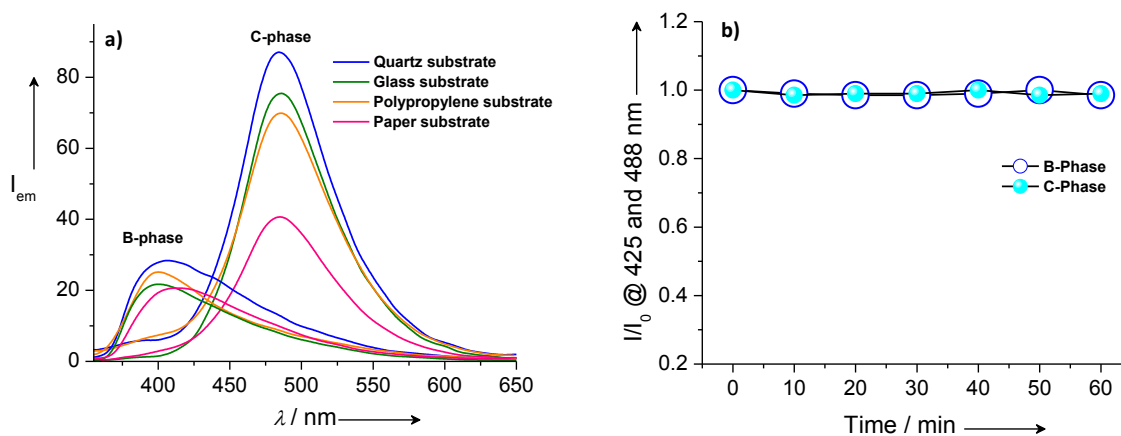 a)
C-phase
Quartz substrate
Glass substrate
Polypropylene substrate
Paper substrate
B-phase
I_em
80
60
40
20
0
400
450
500
550
600
650
λ / nm
b)
1.2
1.0
0.8
0.6
0.4
0.2
I/I₀ @ 425 and 488 nm
B-Phase
C-Phase
0
10
20
30
40
50
60
Time / min